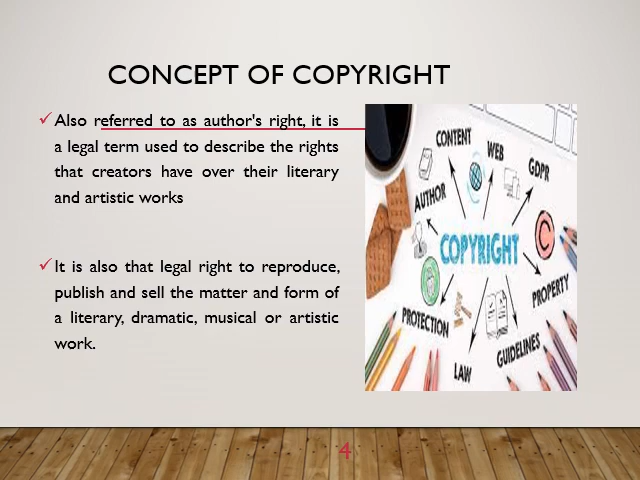 CONCEPT OF COPYRIGHT
✓Also referred to as author's right, it is
a legal term used to describe the rights
that creators have over their literary
and artistic works
✓It is also that legal right to reproduce,
publish and sell the matter and form of
a literary, dramatic, musical or artistic
work.
CONTENT
WEB
GDPR
AUTHOR
COPYRIGHT
C
PROPERTY
PROTECTION
GUIDELINES
LAW
4